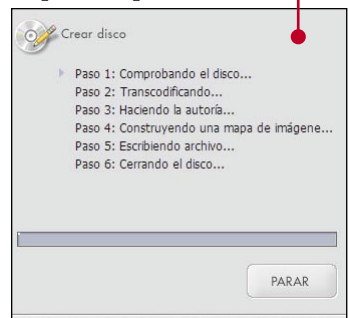 Crear disco
Paso 1: Comprobando el disco...
Paso 2: Transcodificando...
Paso 3: Haciendo la autoría...
Paso 4: Construyendo una mapa de imágene...
Paso 5: Escribiendo archivo...
Paso 6: Cerrando el disco...
PARAR